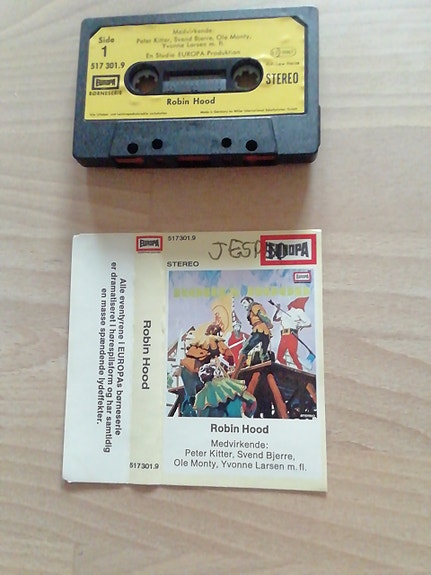 Side
1
517 301.9
EUROPA
BØRNESERIE
Medvirkende:
Peter Kitter, Svend Bjerre, Ole Monty,
Yvonne Larsen m. fl.
En Studio EUROPA-Produktion
STEREO
Robin Hood
EUROPA
517301.9
STEREO
EUROPA
EUROPA
Robin Hood
Medvirkende:
Peter Kitter, Svend Bjerre,
Ole Monty, Yvonne Larsen m. fl.
Robin Hood
517301.9
Alle eventyrene i EUROPAs børneserie
er dramatiseret i hørespilsform og har samtidig
en masse spændende lydeffekter.